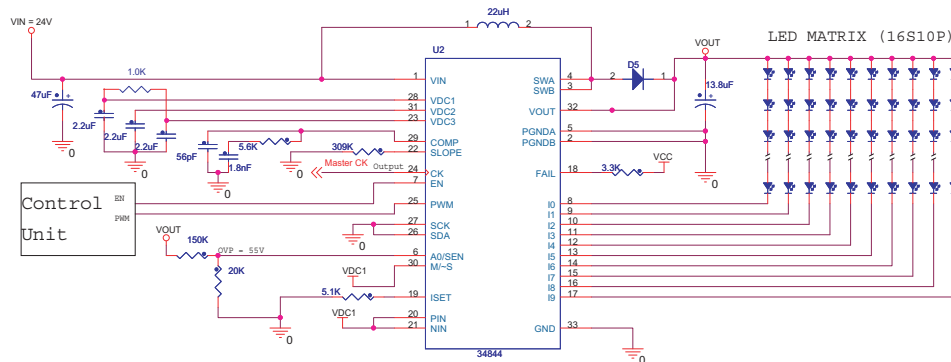 22uH
1 2
VIN = 24V
LED MATRIX (16S10P)
VOUT
U2
D5
1.0K
1 VIN
SWA 4
2 1
SWB 3
47uF
13.8uF
28 VDC1
31 VDC2
23 VDC3
VOUT 32
2.2uF
2.2uF
2.2uF
0
0
PGNDA 5
PGNDB 2
29 COMP
22 SLOPE
5.6K
309K
56pF
1.8nF
0
0
0
Master CK
Output
24 CK
7 EN
FAIL 18
3.3K
VCC
Control
Unit
EN
PWM
25 PWM
27 SCK
26 SDA
0
I0 8
I1 9
I2 10
I3 11
I4 12
I5 13
I6 14
I7 15
I8 16
I9 17
VOUT
150K
OVP = 55V
6 A0/SEN
30 M/~S
20K
VDC1
5.1K
19 ISET
VDC1
20 PIN
21 NIN
0
0
GND 33
0
34844